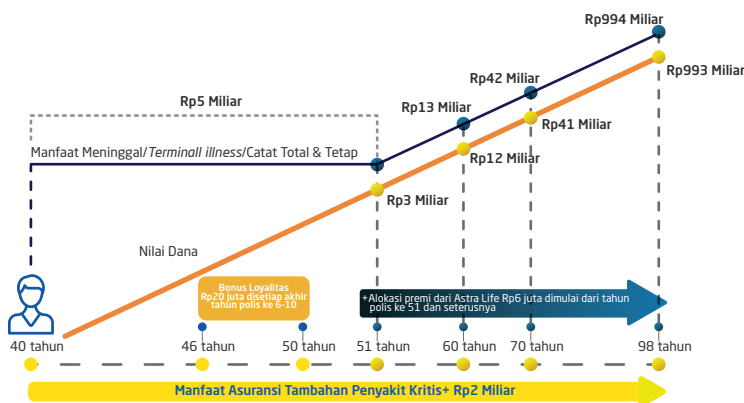 Rp994 Miliar
Rp993 Miliar
Rp42 Miliar
Rp5 Miliar
Rp13 Miliar
Rp41 Miliar
Manfaat Meninggal/Terminall illness/Catat Total & Tetap
Rp12 Miliar
Rp3 Miliar
Nilai Dana
Bonus Loyalitas
Rp20 juta disetiap akhir
tahun polis ke 6-10
+Alokasi premi dari Astra Life Rp6 juta dimulai dari tahun
polis ke 51 dan seterusnya
40 tahun
46 tahun
50 tahun
51 tahun
60 tahun
70 tahun
98 tahun
Manfaat Asuransi Tambahan Penyakit Kritis+ Rp2 Miliar